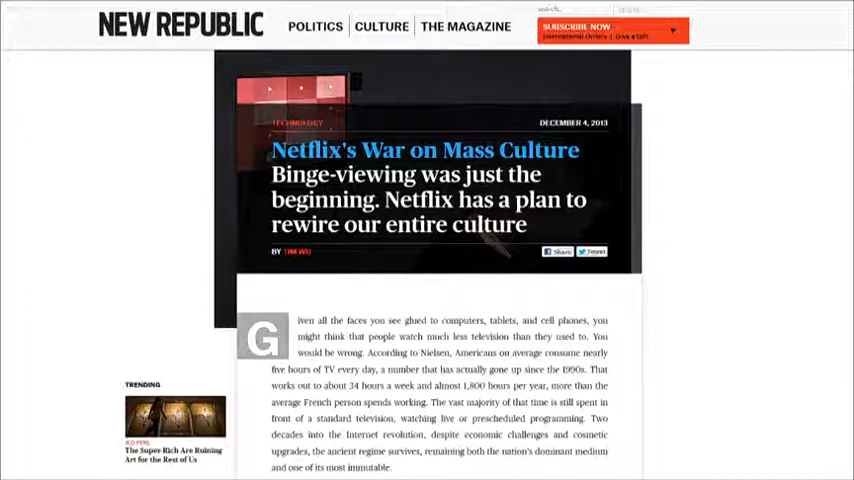 NEW REPUBLIC
POLITICS
CULTURE
THE MAGAZINE
search...
SUBSCRIBE NOW
International Orders | Give a Gift
TECHNOLOGY
DECEMBER 4, 2013
Netflix's War on Mass Culture
Binge-viewing was just the
beginning. Netflix has a plan to
rewire our entire culture
BY TIM WU
Share
Tweet
Given all the faces you see glued to computers, tablets, and cell phones, you
might think that people watch much less television than they used to. You
would be wrong. According to Nielsen, Americans on average consume nearly
five hours of TV every day, a number that has actually gone up since the 1990s. That
works out to about 34 hours a week and almost 1,800 hours per year, more than the
average French person spends working. The vast majority of that time is still spent in
front of a standard television, watching live or prescheduled programming. Two
decades into the Internet revolution, despite economic challenges and cosmetic
upgrades, the ancient regime survives, remaining both the nation's dominant medium
and one of its most immutable.
TRENDING
JED PERL
The Super-Rich Are Ruining
Art for the Rest of Us